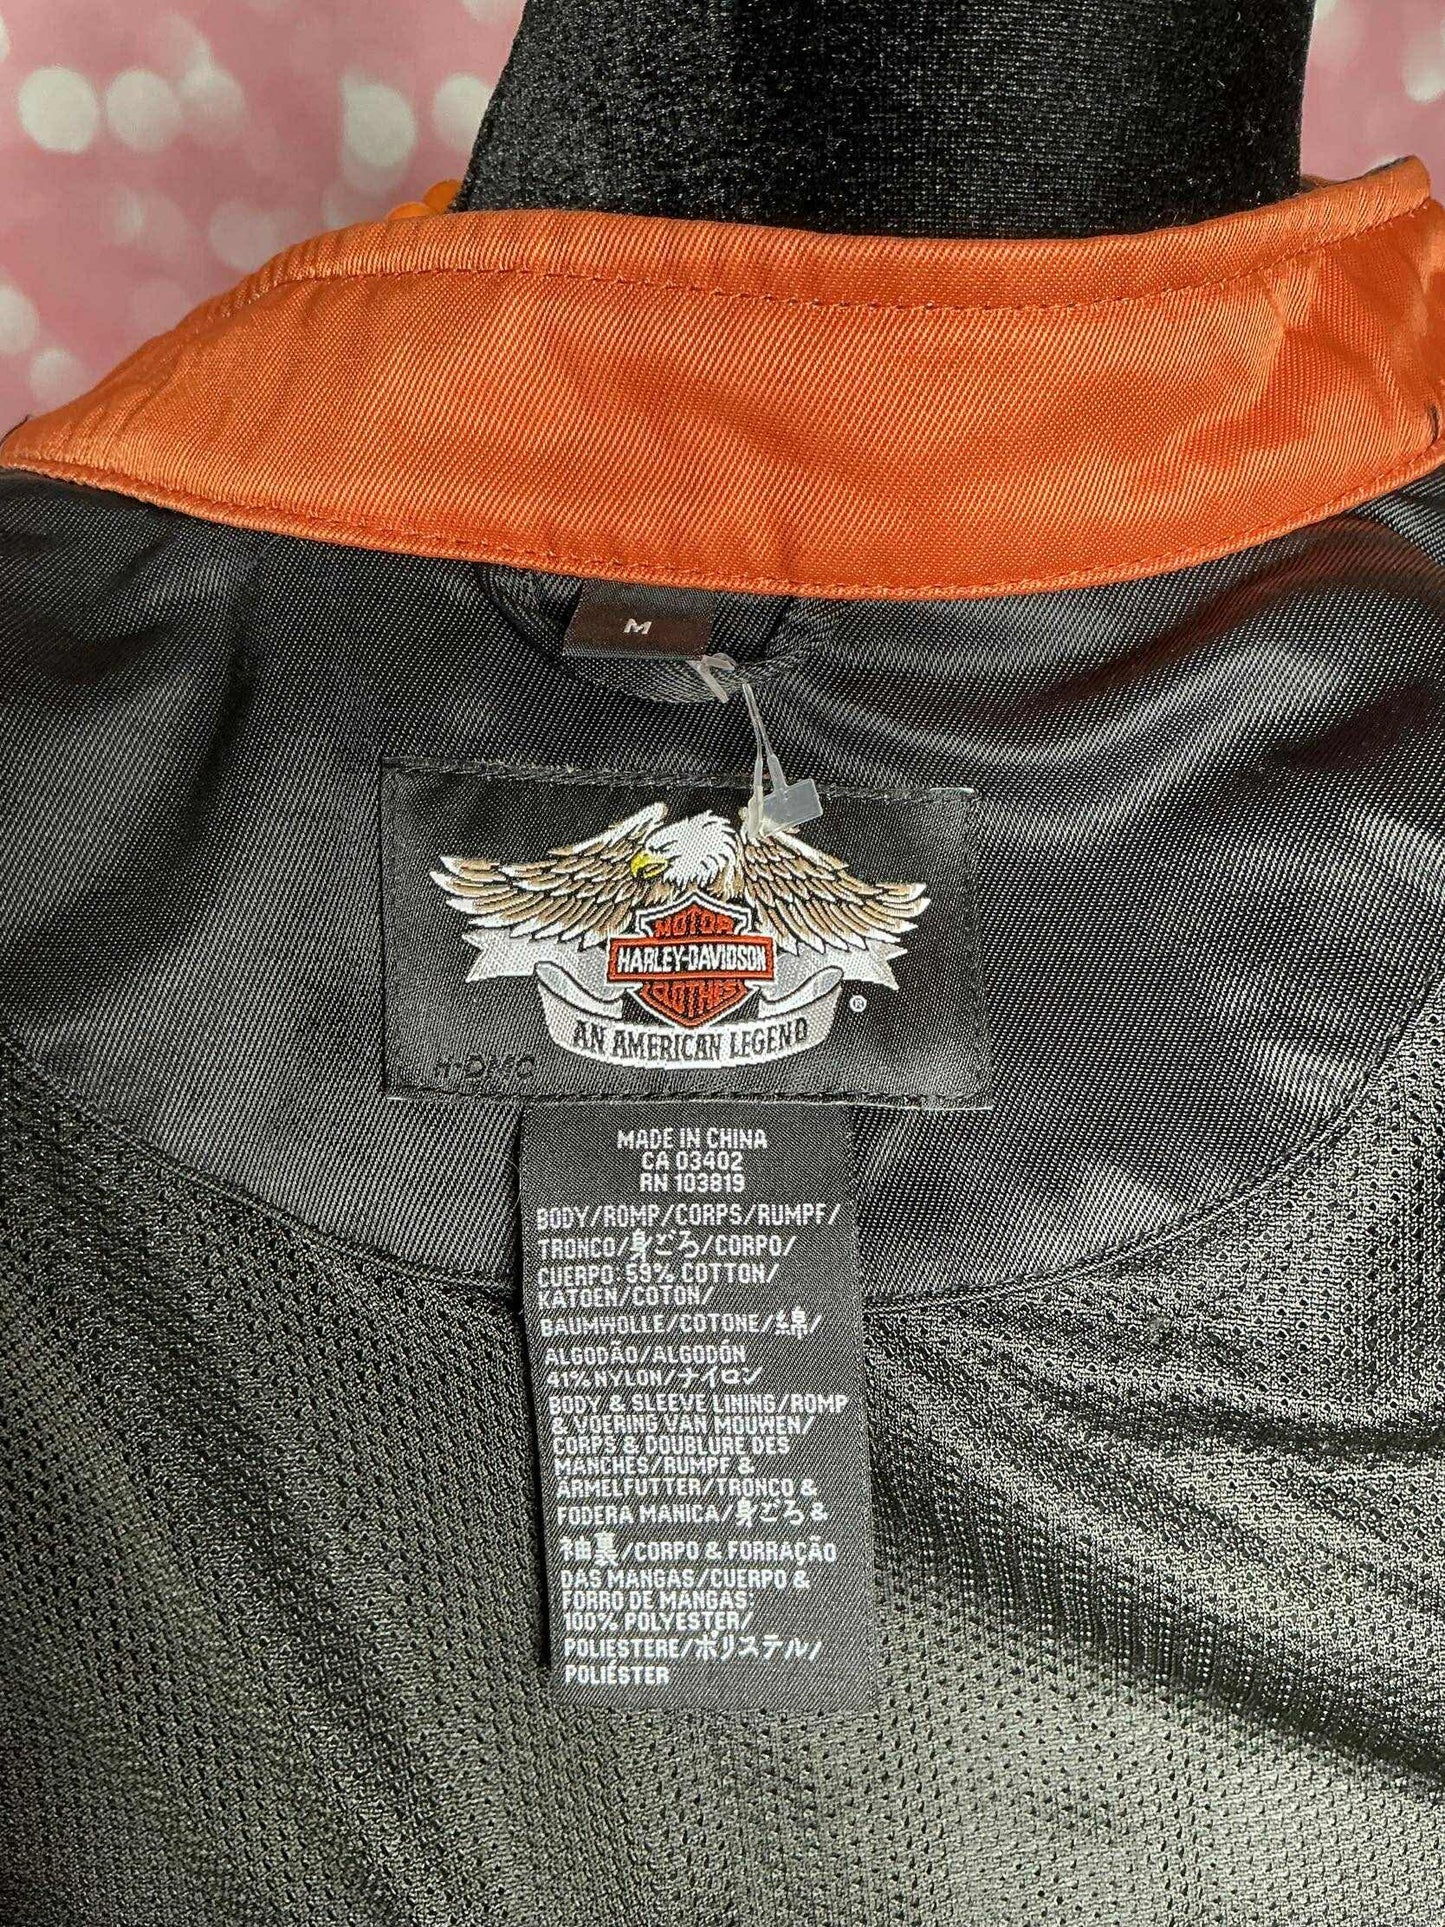 M
MOTOR
HARLEY-DAVIDSON
CLOTHES
®
AN AMERICAN LEGEND
H-DMC
MADE IN CHINA
CA 03402
RN 103819
BODY/ROMP/CORPS/RUMPF/
TRONCO/身ごろ/CORPO/
CUERPO: 59% COTTON/
KATOEN/COTON/
BAUMWOLLE/COTONE/綿/
ALGODÃO/ALGODÓN
41% NYLON/ナイロン
BODY & SLEEVE LINING/ROMP
& VOERING VAN MOUWEN/
CORPS & DOUBLURE DES
MANCHES/RUMPF &
ÄRMELFUTTER/TRONCO &
FODERA MANICA/身ごろ &
袖裏/CORPO & FORRAÇÃO
DAS MANGAS/CUERPO &
FORRO DE MANGAS:
100% POLYESTER/
POLIESTERE/ポリステル/
POLIÉSTER